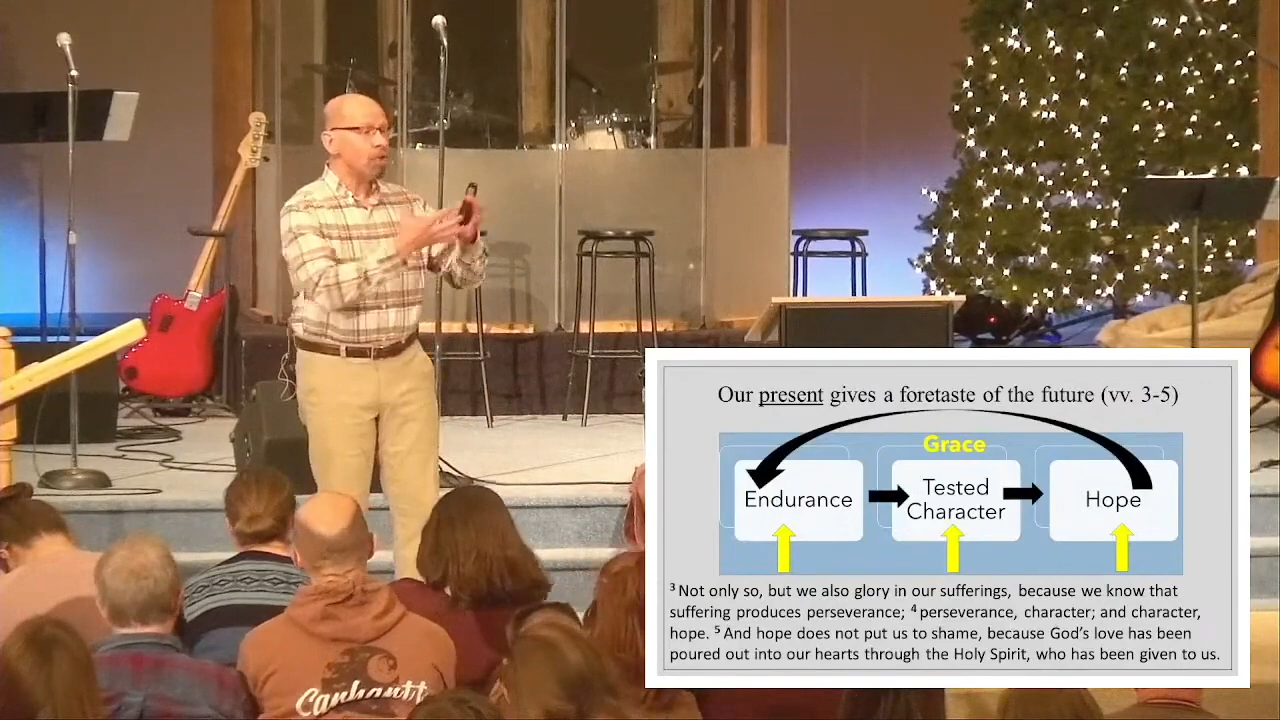 Our present gives a foretaste of the future (vv. 3-5)
Grace
Endurance
Tested
Character
Hope
³ Not only so, but we also glory in our sufferings, because we know that
suffering produces perseverance; ⁴ perseverance, character; and character,
hope. ⁵ And hope does not put us to shame, because God's love has been
poured out into our hearts through the Holy Spirit, who has been given to us.
Carhartt